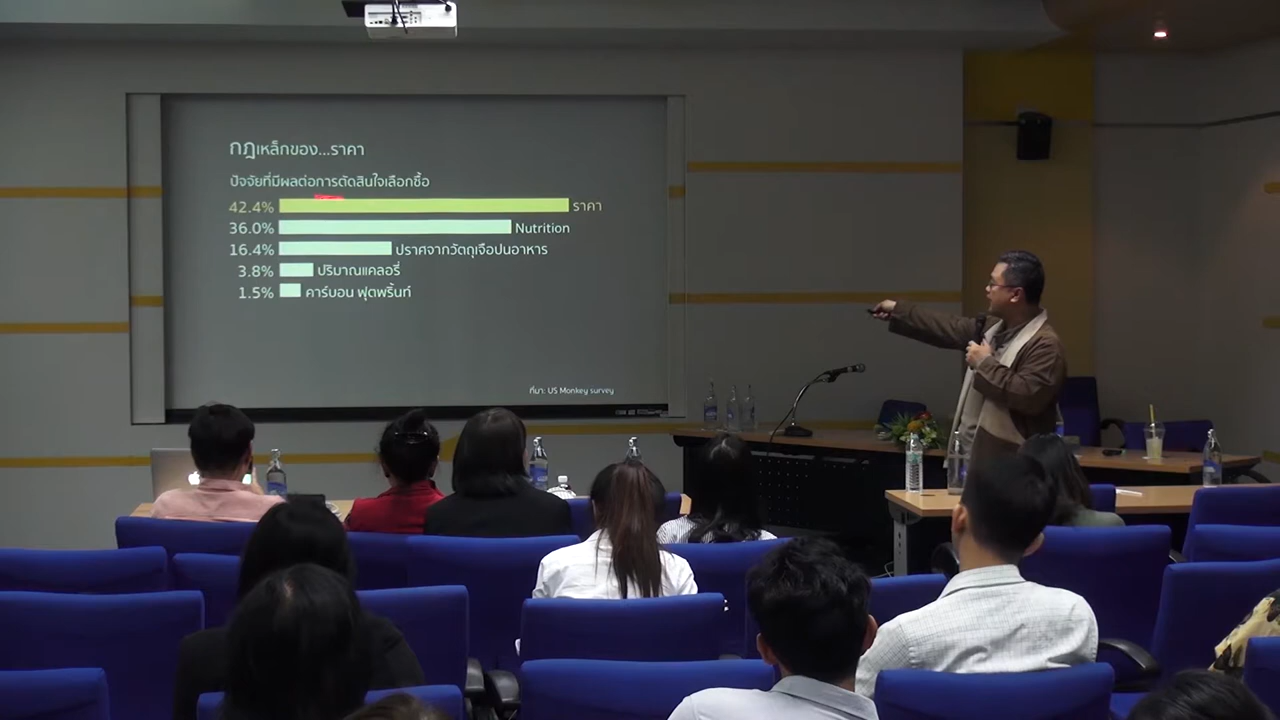 กฎเหล็กของ...ราคา
ปัจจัยที่มีผลต่อการตัดสินใจเลือกซื้อ
42.4% ราคา
36.0% Nutrition
16.4% ปราศจากวัตถุเจือปนอาหาร
3.8% ปริมาณแคลอรี่
1.5% คาร์บอน ฟุตพริ้นท์
ที่มา: US Monkey survey